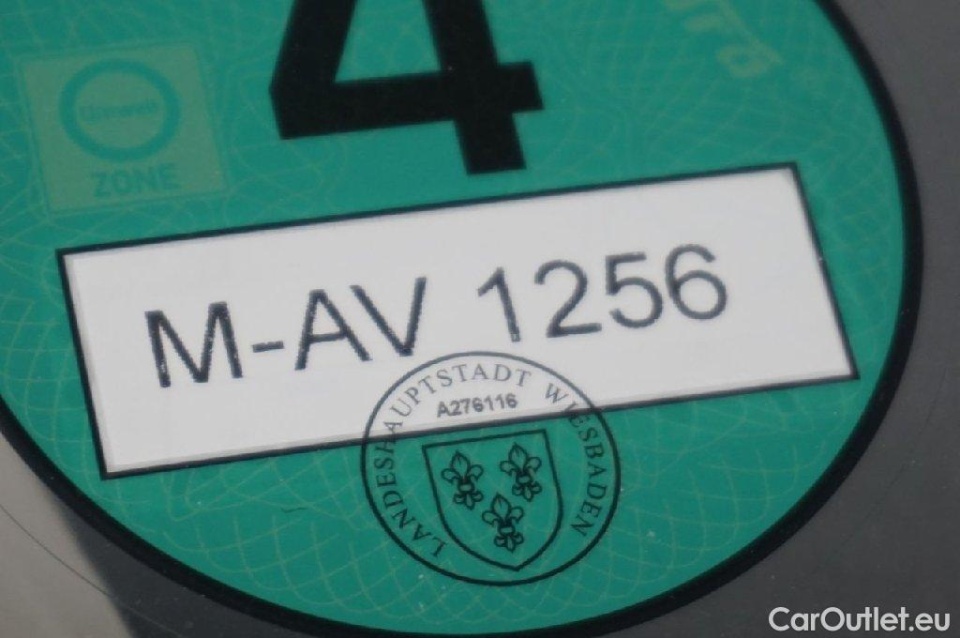 4
Umwelt
ZONE
M-AV 1256
LANDESHAUPTSTADT WIESBADEN
A276116
CarOutlet.eu